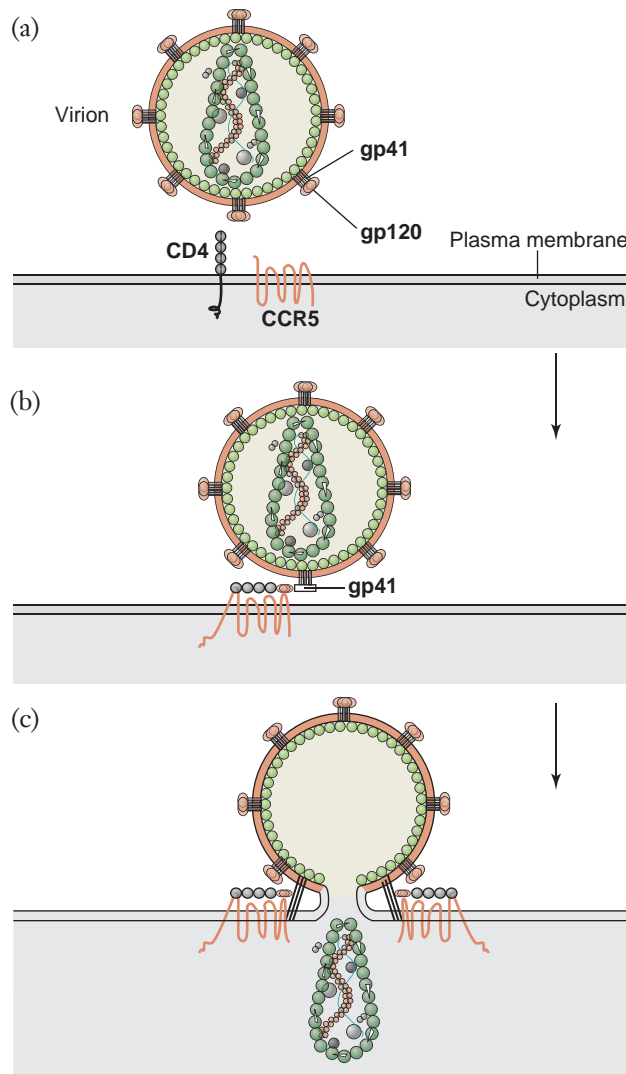 (a)
Virion
gp41
gp120
CD4
Plasma membrane
Cytoplasm
CCR5
(b)
gp41
(c)